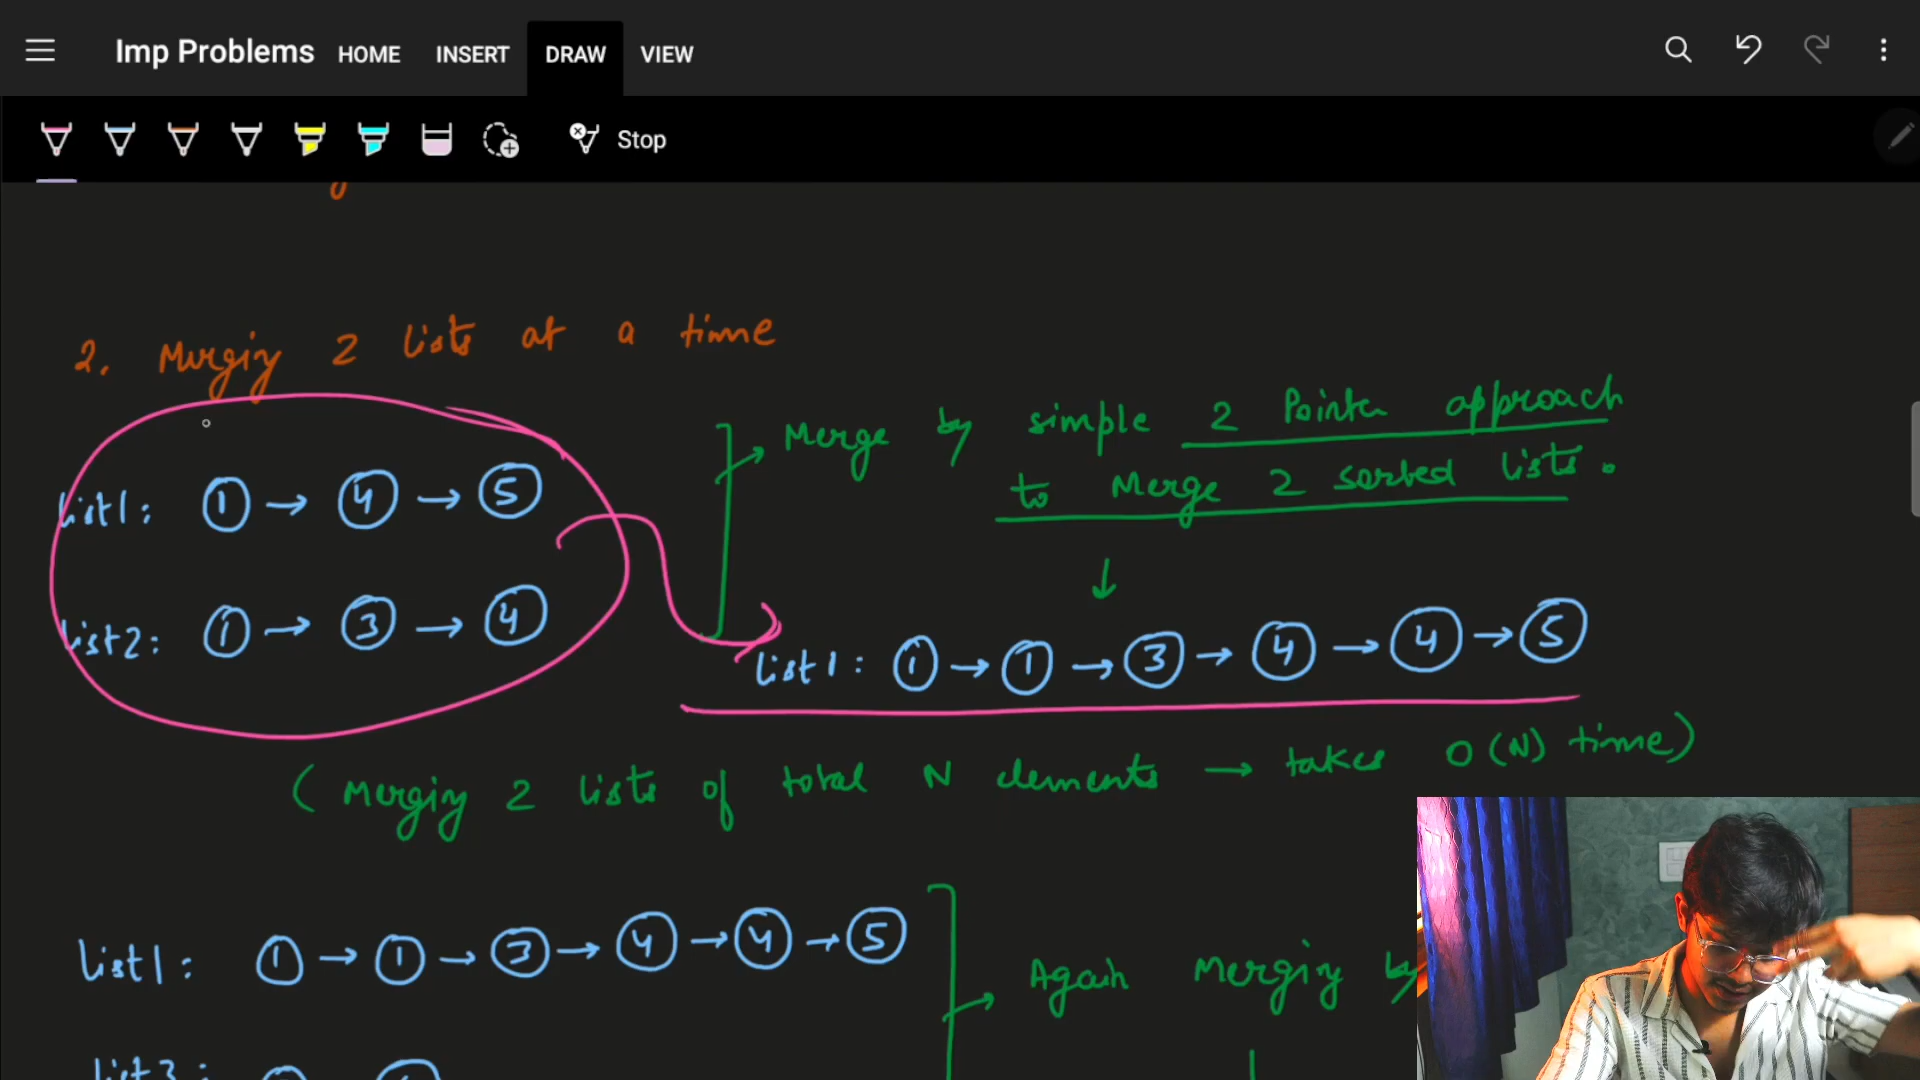 Imp Problems HOME INSERT DRAW VIEW
Stop
2. Merging 2 lists at a time
Merge by simple 2 Pointer approach
to Merge 2 sorted lists.
list1: 1 → 4 → 5
list2: 1 → 3 → 4
↓
list1: 1 → 1 → 3 → 4 → 4 → 5
(Merging 2 lists of total N elements → takes O(N) time)
list1: 1 → 1 → 3 → 4 → 4 → 5
Again Merging by
list3: